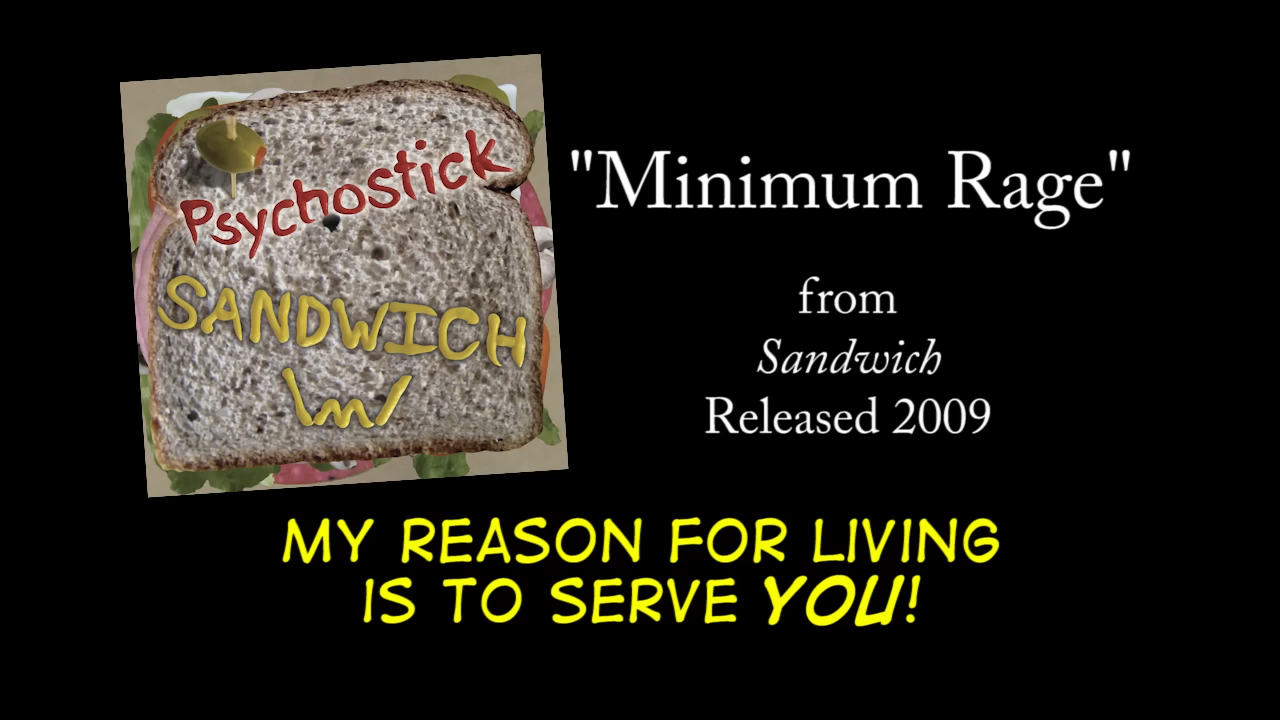 Psychostick
SANDWICH
\m/
"Minimum Rage"
from
Sandwich
Released 2009
MY REASON FOR LIVING
IS TO SERVE YOU!